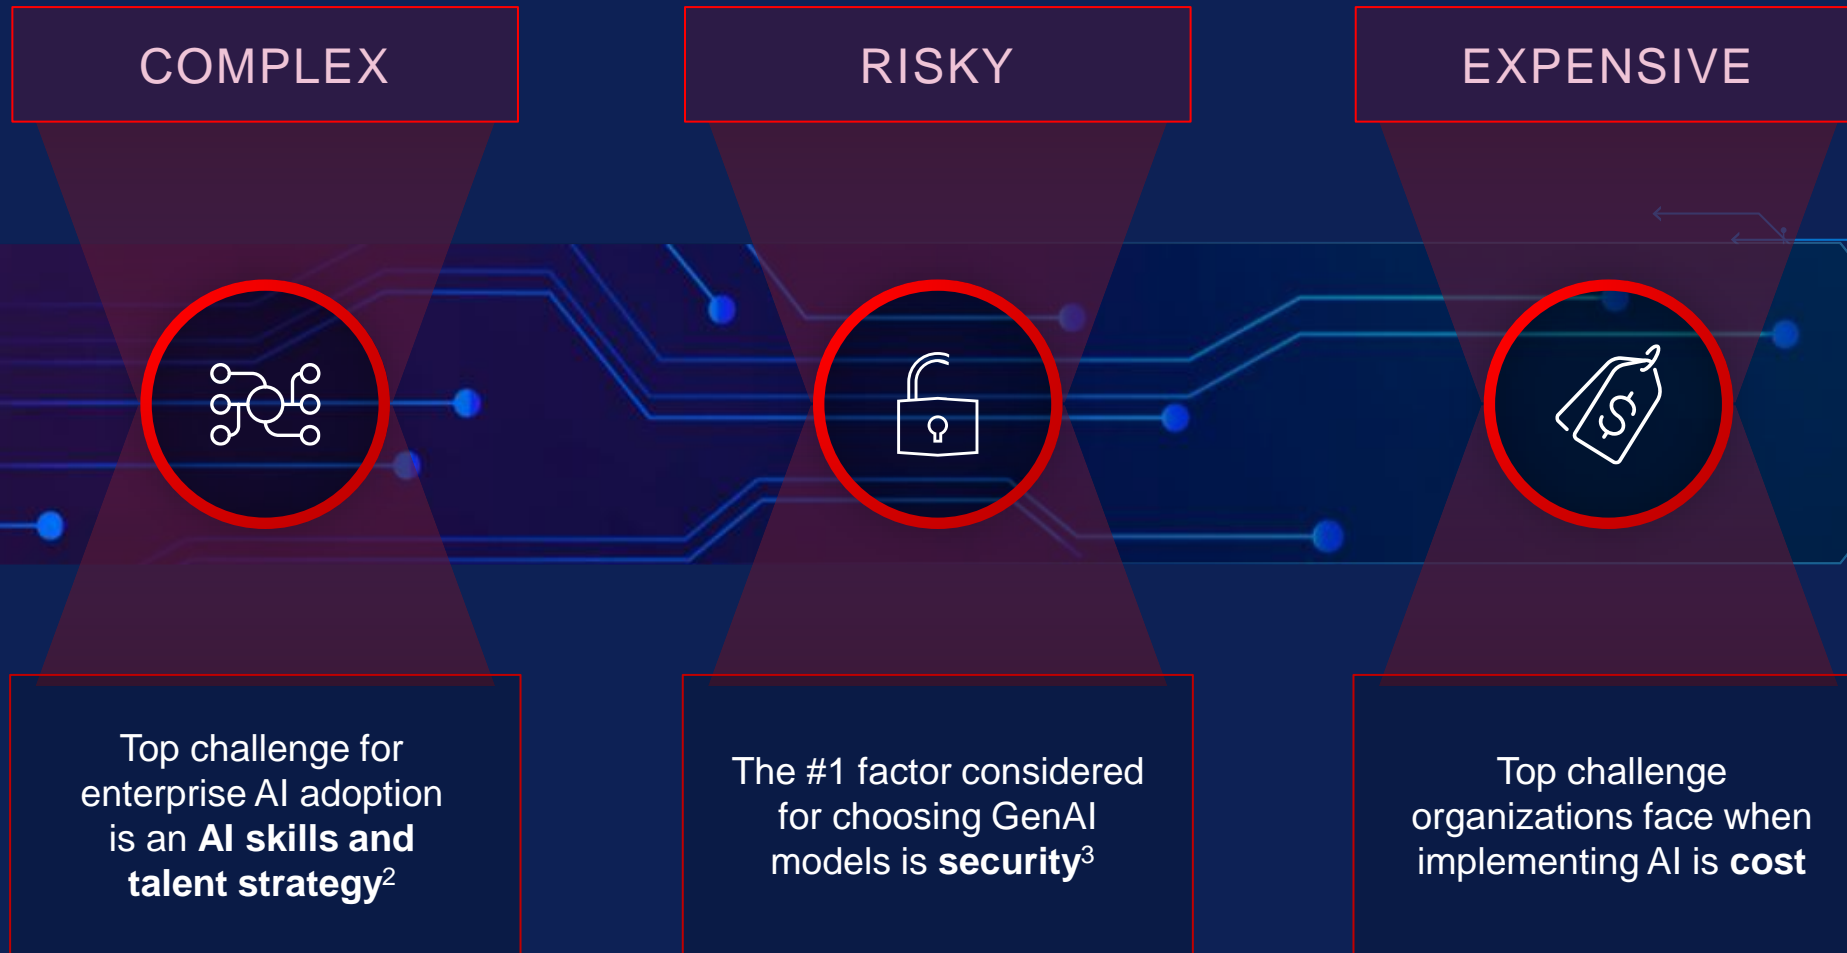 COMPLEX
RISKY
EXPENSIVE
$
Top challenge for
enterprise AI adoption
is an AI skills and
talent strategy²
The #1 factor considered
for choosing GenAI
models is security³
Top challenge
organizations face when
implementing AI is cost